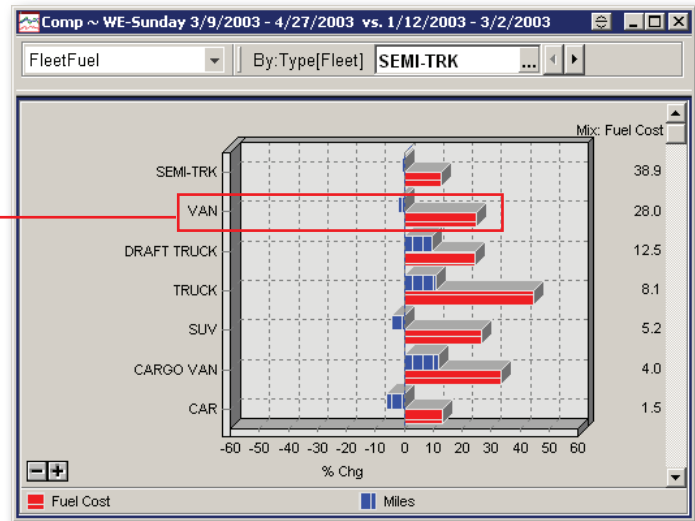 Comp ~ WE-Sunday 3/9/2003 - 4/27/2003 vs. 1/12/2003 - 3/2/2003
FleetFuel By:Type[Fleet] SEMI-TRK ...
Mix: Fuel Cost
SEMI-TRK 38.9
VAN 28.0
DRAFT TRUCK 12.5
TRUCK 8.1
SUV 5.2
CARGO VAN 4.0
CAR 1.5
-60 -50 -40 -30 -20 -10 0 10 20 30 40 50 60
% Chg
Fuel Cost Miles